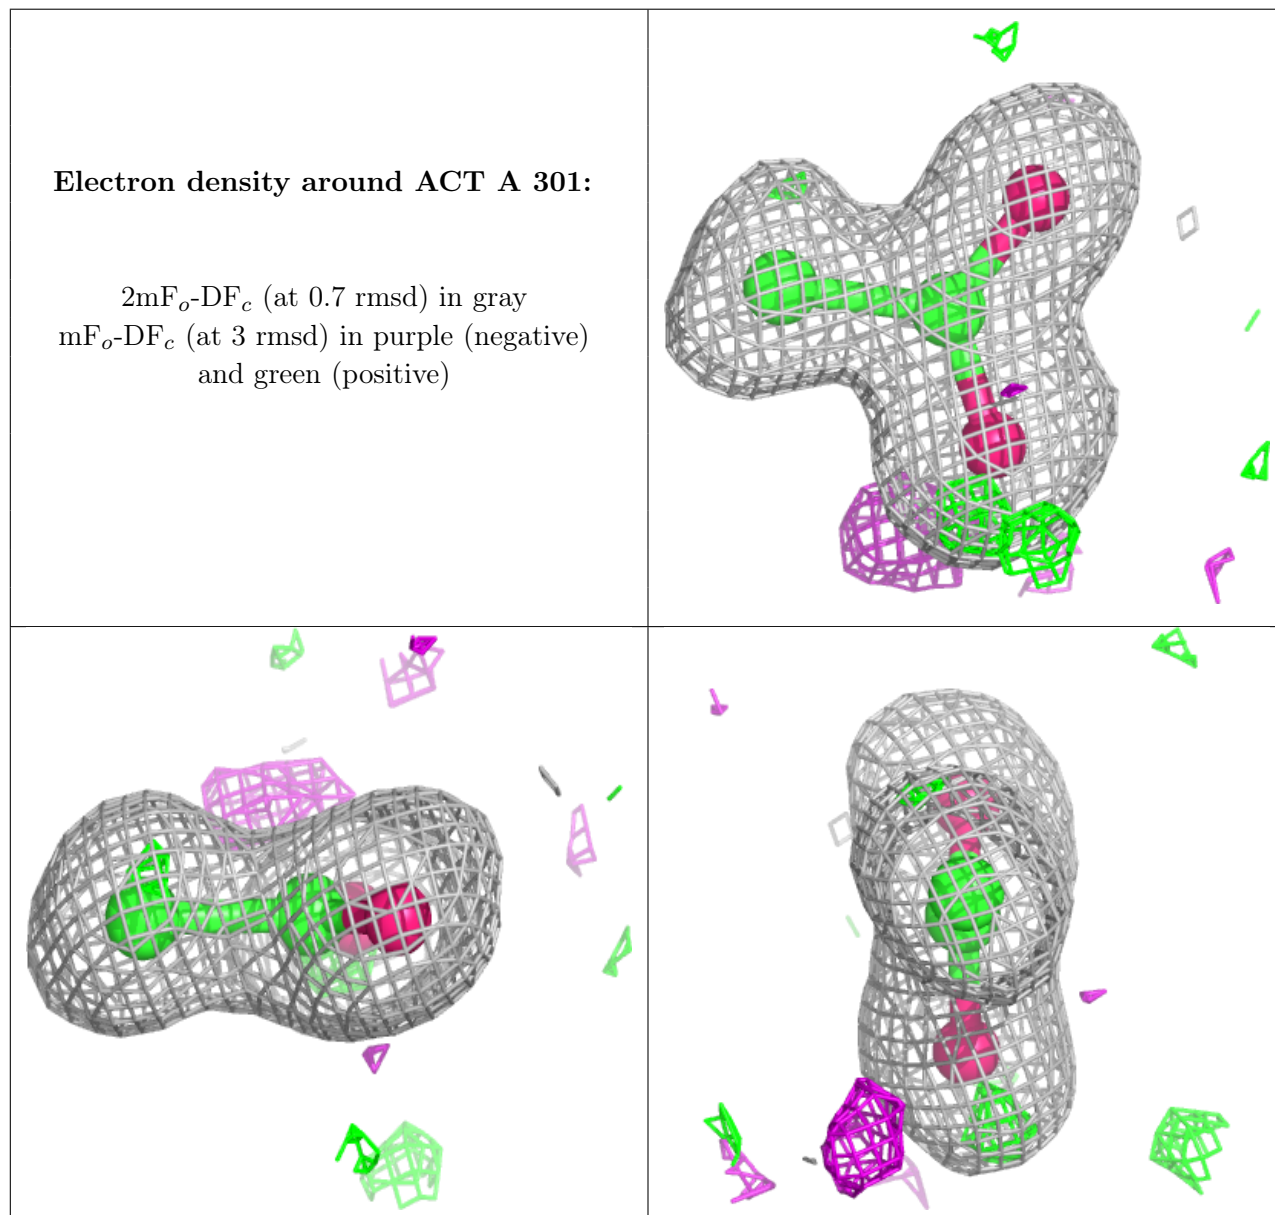 Electron density around ACT A 301:
2mFo-DFc (at 0.7 rmsd) in gray
mFo-DFc (at 3 rmsd) in purple (negative)
and green (positive)